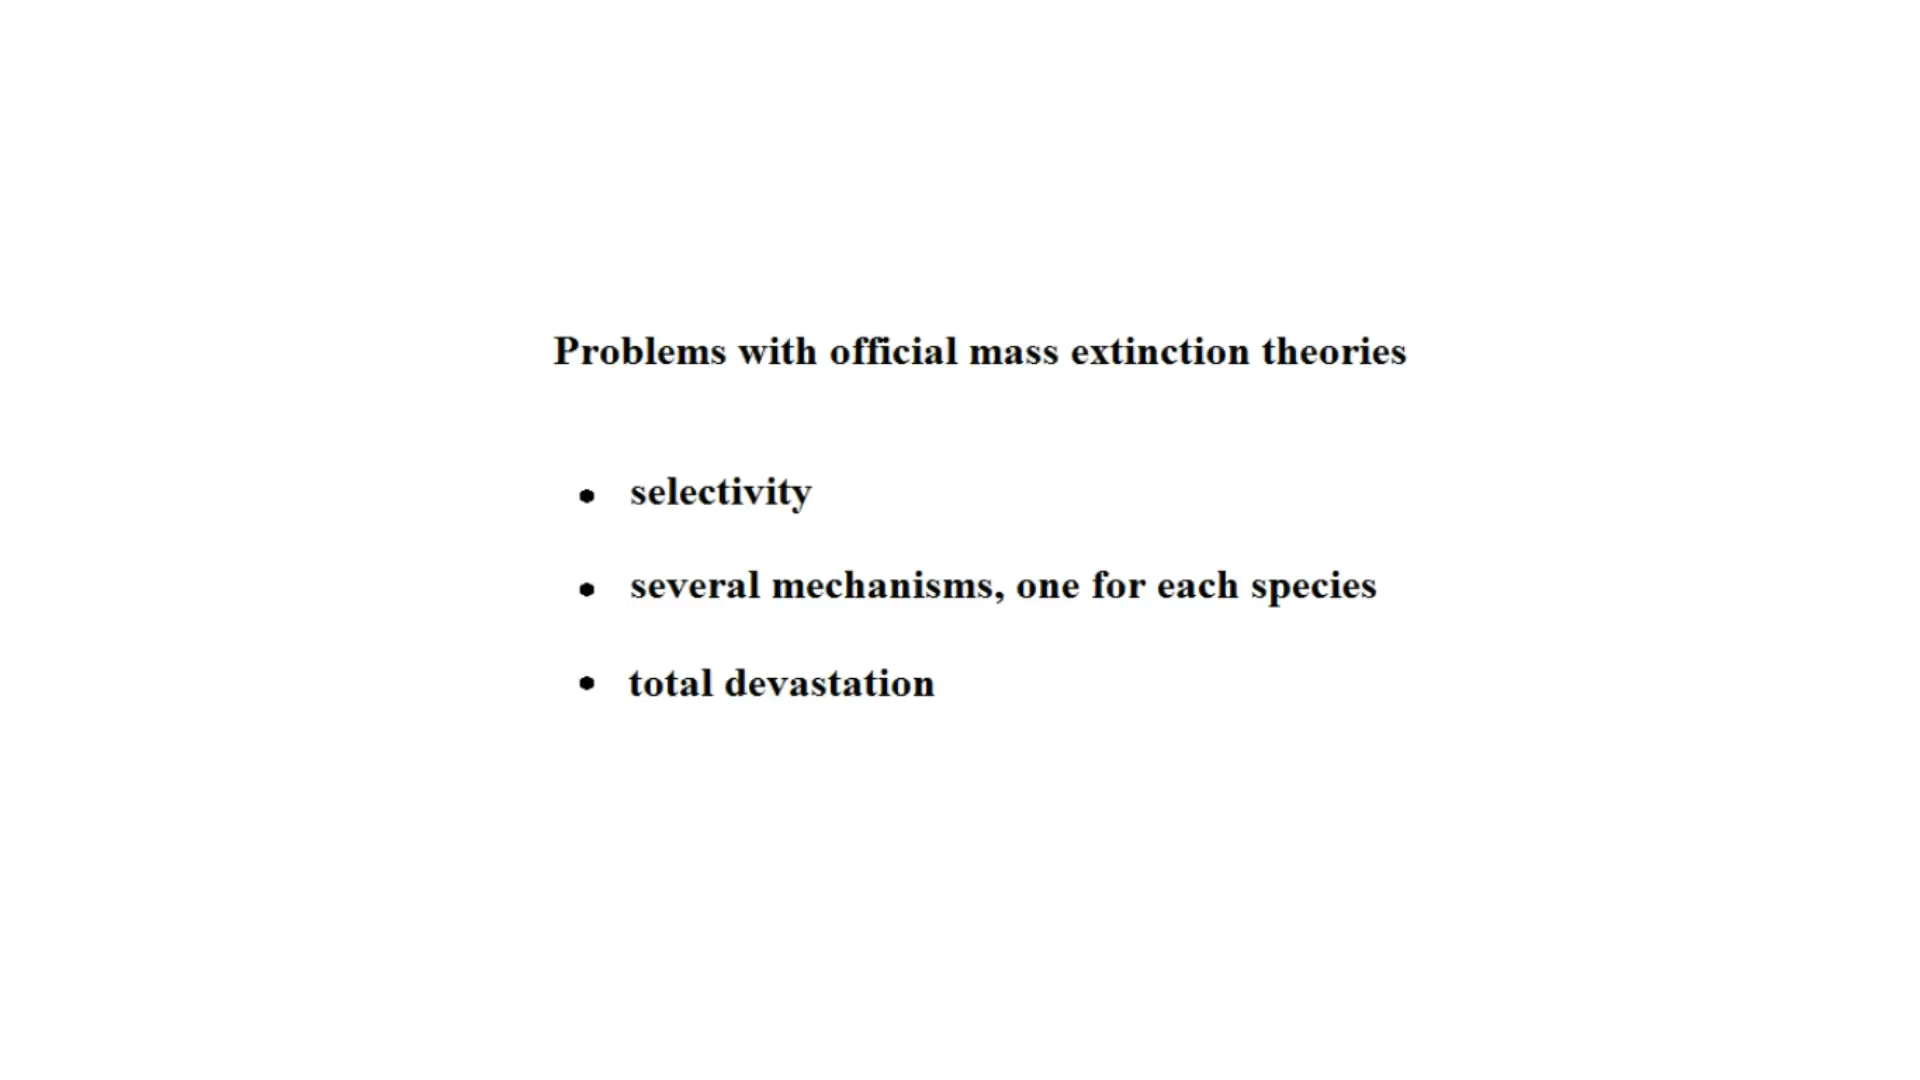 Problems with official mass extinction theories
• selectivity
• several mechanisms, one for each species
• total devastation